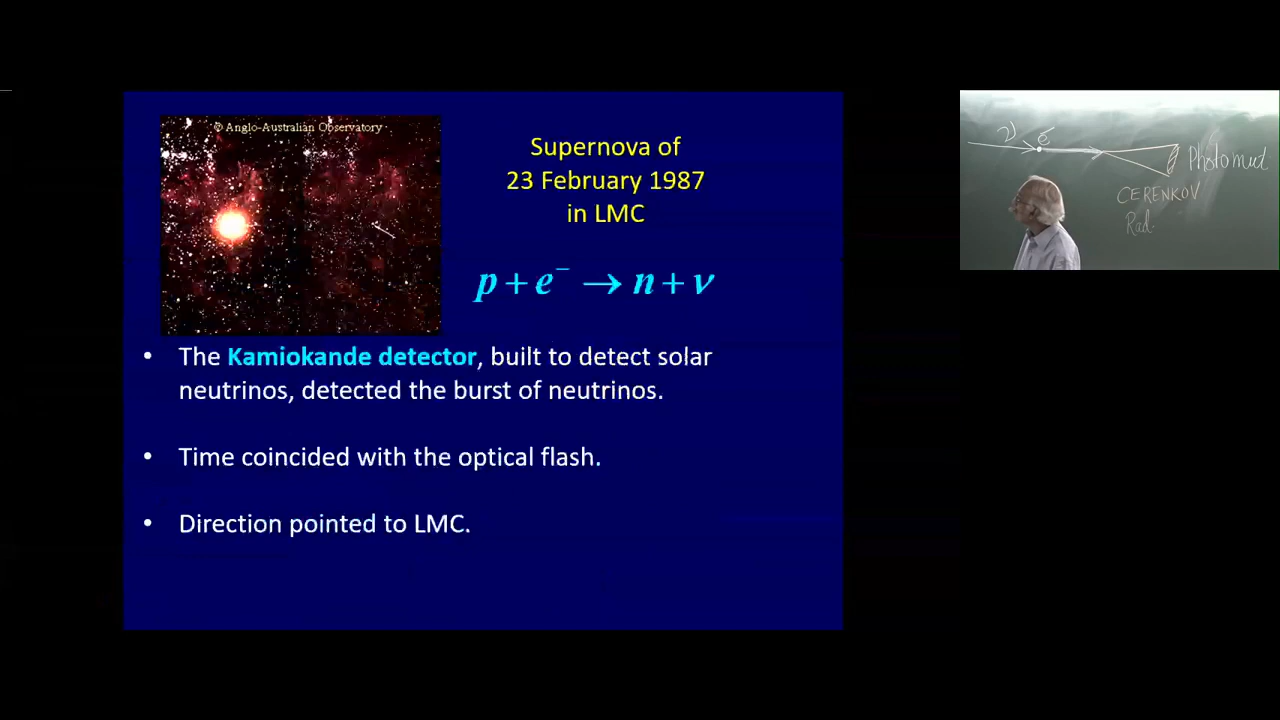 © Anglo-Australian Observatory
Supernova of
23 February 1987
in LMC
p + e⁻ → n + ν
• The Kamiokande detector, built to detect solar
neutrinos, detected the burst of neutrinos.
• Time coincided with the optical flash.
• Direction pointed to LMC.
ν
e⁻
Photomul
CERENKOV
Rad